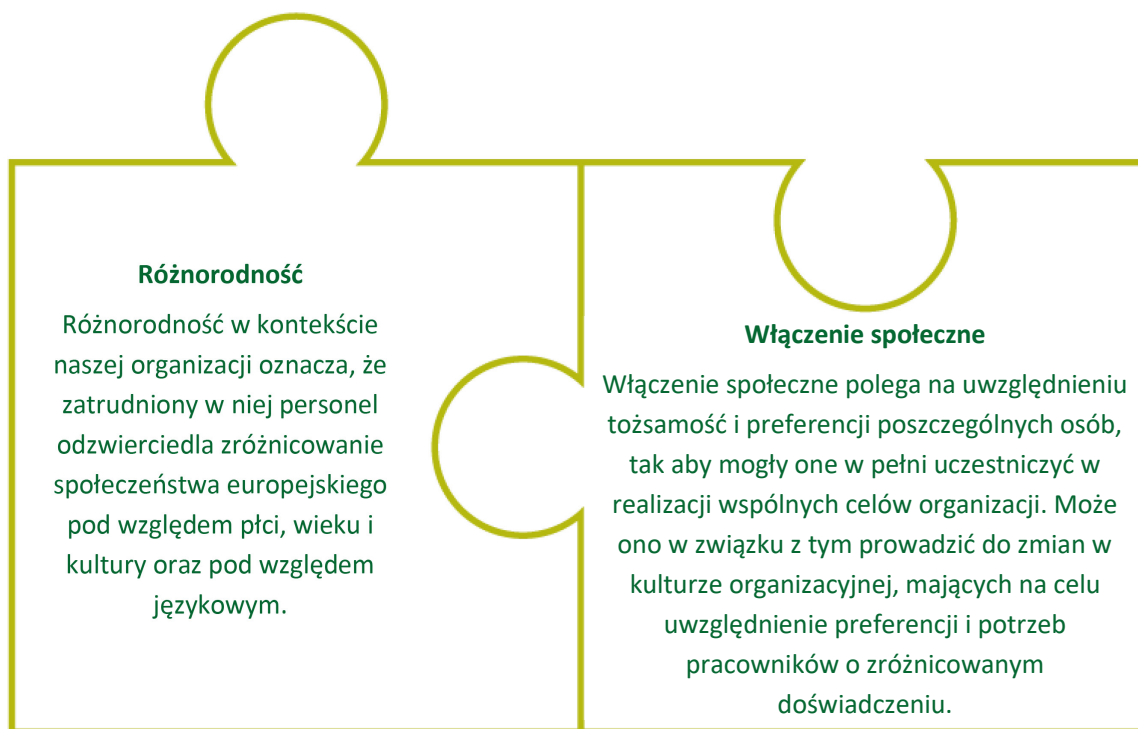 Różnorodność
Różnorodność w kontekście
naszej organizacji oznacza, że
zatrudniony w niej personel
odzwierciedla zróżnicowanie
społeczeństwa europejskiego
pod względem płci, wieku i
kultury oraz pod względem
językowym.
Włączenie społeczne
Włączenie społeczne polega na uwzględnieniu
tożsamość i preferencji poszczególnych osób,
tak aby mogły one w pełni uczestniczyć w
realizacji wspólnych celów organizacji. Może
ono w związku z tym prowadzić do zmian w
kulturze organizacyjnej, mających na celu
uwzględnienie preferencji i potrzeb
pracowników o zróżnicowanym
doświadczeniu.